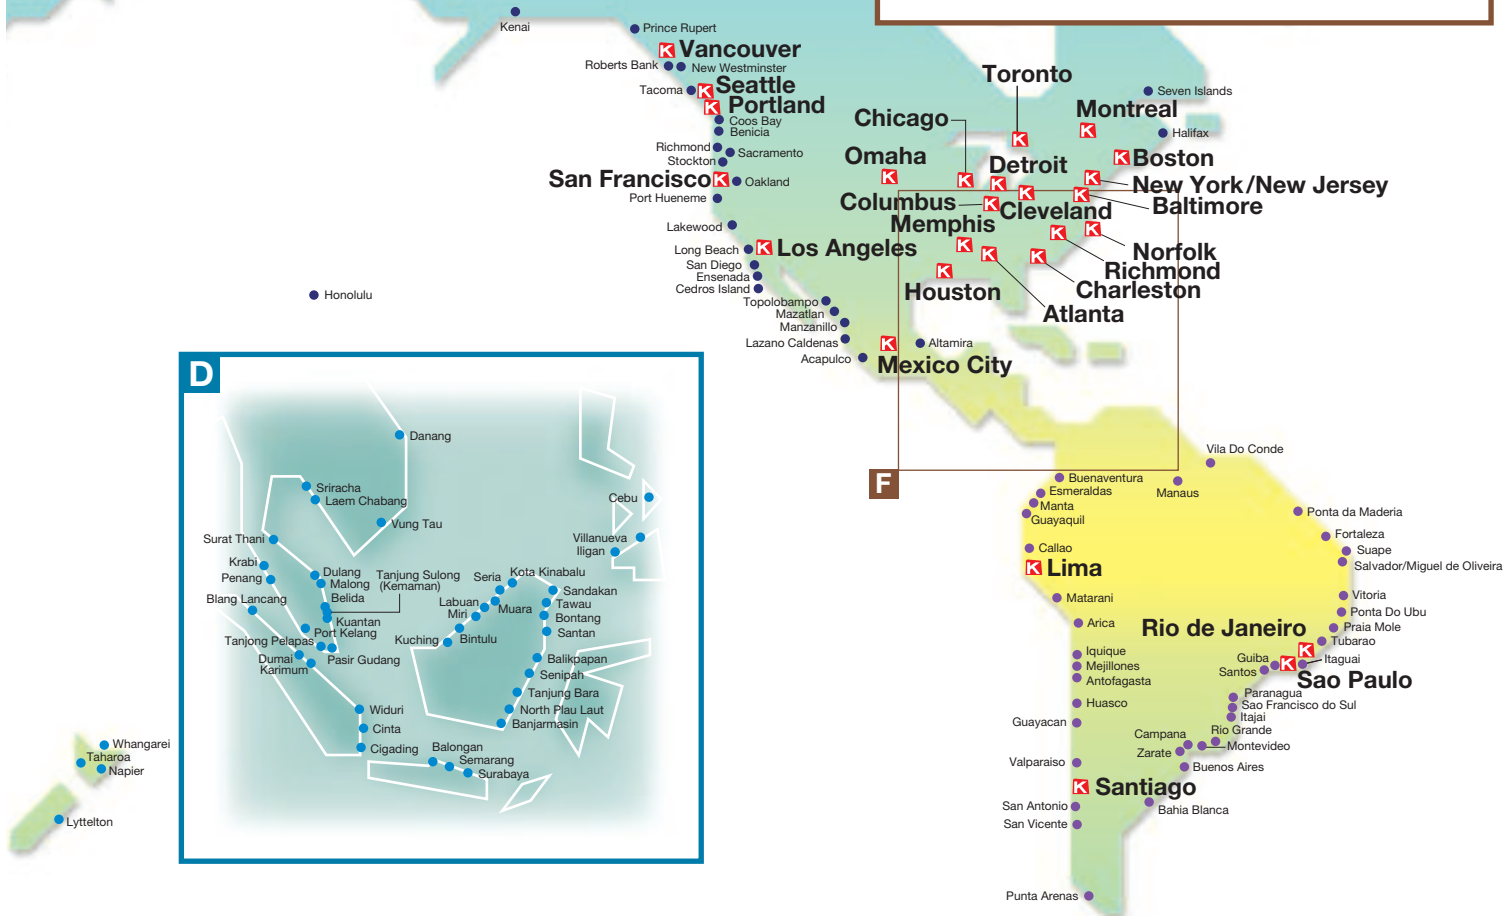 Kenai
Prince Rupert
K Vancouver
Roberts Bank
New Westminster
Tacoma
K Seattle
K Portland
Coos Bay
Benicia
Richmond
Sacramento
Stockton
San Francisco K
Oakland
Port Hueneme
Lakewood
Long Beach
K Los Angeles
San Diego
Ensenada
Cedros Island
Topolobampo
Mazatlan
Manzanillo
Lazano Caldenas
Acapulco
K
Mexico City
Altamira
Honolulu
Toronto
K
Chicago
K
Omaha
K
Detroit
K
Montreal
K
Seven Islands
Halifax
K Boston
K
New York/New Jersey
K
Baltimore
Columbus K
K
Cleveland
Memphis
K
K
Norfolk
K
Richmond
K
Charleston
K
Atlanta
K
Houston
F
D
Danang
Sriracha
Laem Chabang
Vung Tau
Surat Thani
Krabi
Penang
Blang Lancang
Dulang
Malong
Belida
Tanjung Sulong
(Kemaman)
Kuantan
Port Kelang
Tanjong Pelapas
Pasir Gudang
Dumai
Karimum
Widuri
Cinta
Cigading
Balongan
Semarang
Surabaya
Cebu
Villanueva
Iligan
Kota Kinabalu
Seria
Labuan
Muara
Miri
Bintulu
Kuching
Sandakan
Tawau
Bontang
Santan
Balikpapan
Senipah
Tanjung Bara
North Plau Laut
Banjarmasin
Whangarei
Taharoa
Napier
Lyttelton
Vila Do Conde
Manaus
Buenaventura
Esmeraldas
Manta
Guayaquil
Callao
K Lima
Matarani
Arica
Iquique
Mejillones
Antofagasta
Huasco
Guayacan
Valparaiso
K Santiago
San Antonio
San Vicente
Punta Arenas
Ponta da Maderia
Fortaleza
Suape
Salvador/Miguel de Oliveira
Vitoria
Ponta Do Ubu
Praia Mole
Tubarao
Rio de Janeiro
K
Itaguai
Guiba
K
Sao Paulo
Santos
Paranagua
Sao Francisco do Sul
Itajai
Rio Grande
Campana
Montevideo
Zarate
Buenos Aires
Bahia Blanca